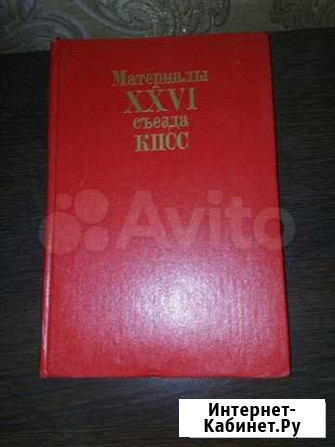 Материалы
XXVI
съезда
КПСС
Avito
Интернет-
Кабинет.Ру